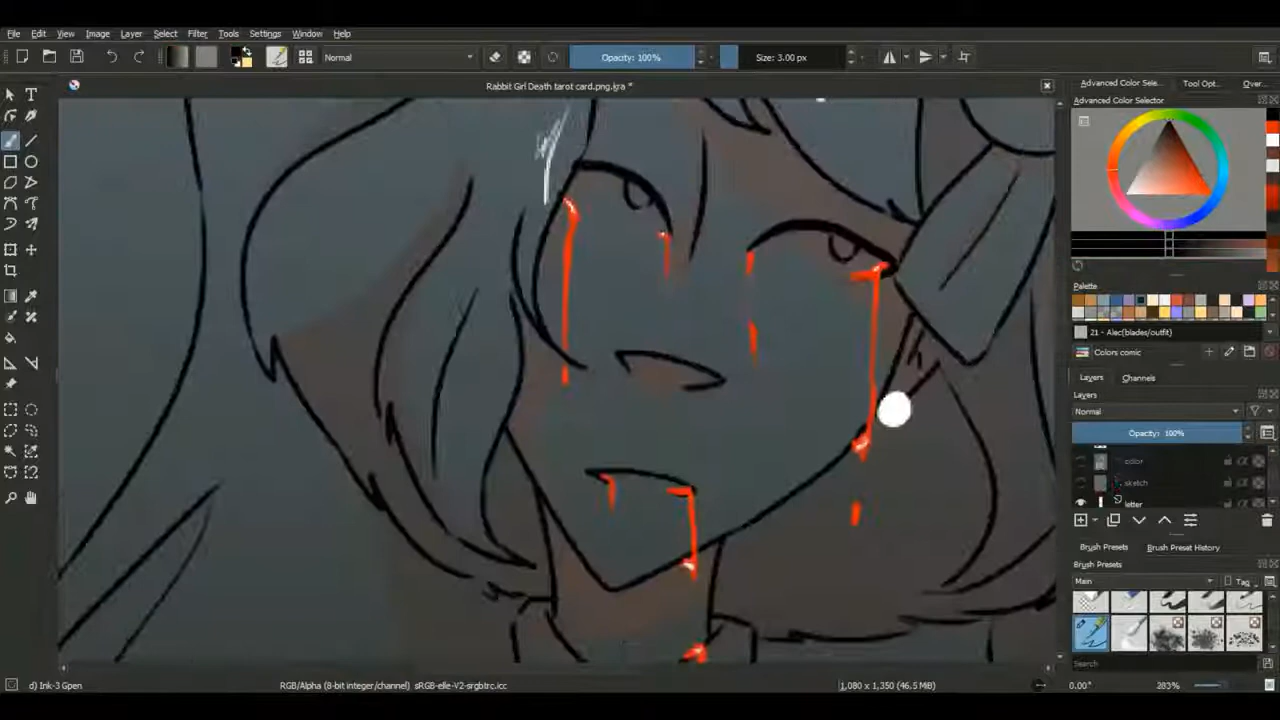 File Edit View Image Layer Select Filter Tools Settings Window Help
Normal
Opacity: 100%
Size: 3.00 px
Rabbit Girl Death tarot card.png.kra *
Advanced Color Sele... Tool Opt... Over...
Advanced Color Selector
Palette
21 - Alec(blades/outfit)
Colors comic
Layers Channels
Layers
Normal
Opacity: 100%
color
sketch
letter
Brush Presets Brush Preset History
Brush Presets
Main
Tag
Search
d) Ink-3 Gpen
RGB/Alpha (8-bit integer/channel) sRGB-elle-V2-srgbtrc.icc
1,080 x 1,350 (46.5 MiB)
0.00°
283%